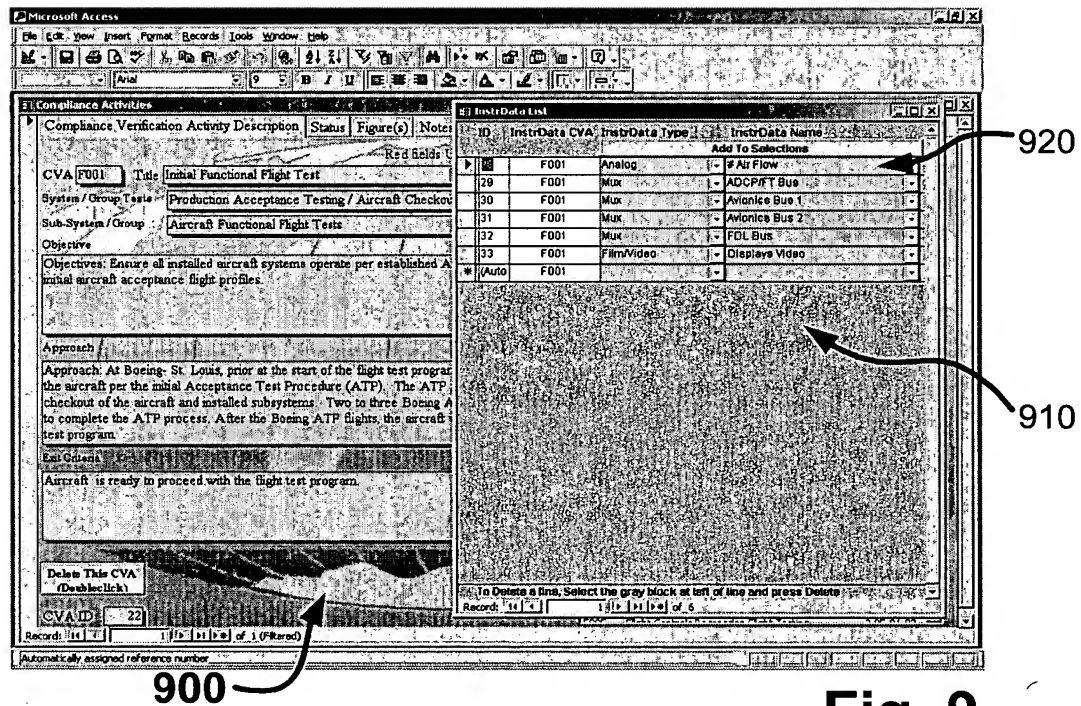 Microsoft Access
File Edit View Insert Format Records Tools Window Help
Arial 9 B I U
Compliance Activities
Compliance Verification Activity Description Status Figure(s) Notes
Red fields
CVA F001 Title Initial Functional Flight Test
System / Group Tests Production Acceptance Testing / Aircraft Checkou
Sub-System / Group Aircraft Functional Flight Tests
Objective
Objectives: Ensure all installed aircraft systems operate per established A
initial aircraft acceptance flight profiles.
Approach
Approach: At Boeing- St. Louis, prior at the start of the flight test program
the aircraft per the initial Acceptance Test Procedure (ATP). The ATP
checkout of the aircraft and installed subsystems. Two to three Boeing A
to complete the ATP process. After the Boeing ATP flights, the aircraft
test program.
Exit Criteria
Aircraft is ready to proceed with the flight test program.
Delete This CVA
(Doubleclick)
CVA ID 22
Record: 1 of 1 (Filtered)
Automatically assigned reference number
InstrData List
ID InstrData CVA InstrData Type InstrData Name
Add To Selections
F001 Analog # Air Flow
29 F001 Mux ADCP/FT Bus
30 F001 Mux Avionics Bus 1
31 F001 Mux Avionics Bus 2
32 F001 Mux FDL Bus
33 F001 Film/Video Displays Video
* (Auto F001
To Delete a line, Select the gray block at left of line and press Delete
Record: 1 of 6
920
910
900
Fig. 9